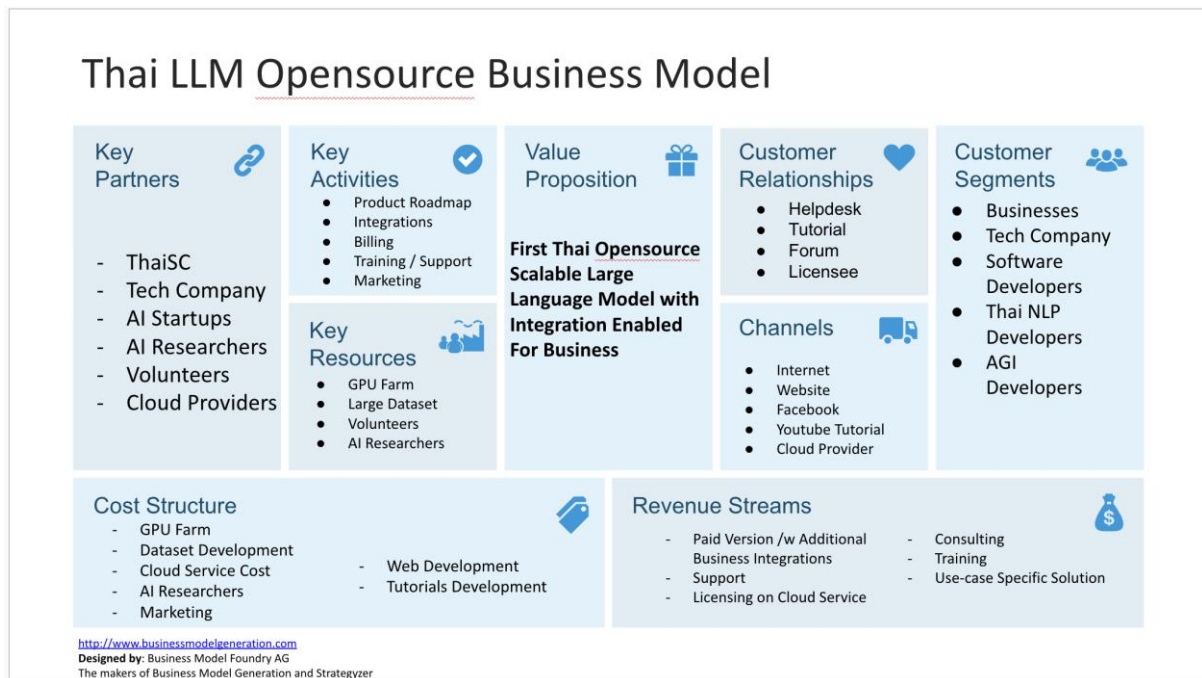 Thai LLM Opensource Business Model
Key
Partners
- ThaiSC
- Tech Company
- AI Startups
- AI Researchers
- Volunteers
- Cloud Providers
Key
Activities
● Product Roadmap
● Integrations
● Billing
● Training / Support
● Marketing
Key
Resources
● GPU Farm
● Large Dataset
● Volunteers
● AI Researchers
Value
Proposition
First Thai Opensource
Scalable Large
Language Model with
Integration Enabled
For Business
Customer
Relationships
● Helpdesk
● Tutorial
● Forum
● Licensee
Channels
● Internet
● Website
● Facebook
● Youtube Tutorial
● Cloud Provider
Customer
Segments
● Businesses
● Tech Company
● Software
Developers
● Thai NLP
Developers
● AGI
Developers
Cost Structure
- GPU Farm
- Dataset Development
- Cloud Service Cost
- AI Researchers
- Marketing
- Web Development
- Tutorials Development
Revenue Streams
- Paid Version /w Additional
Business Integrations
- Support
- Licensing on Cloud Service
- Consulting
- Training
- Use-case Specific Solution
$
http://www.businessmodelgeneration.com
Designed by: Business Model Foundry AG
The makers of Business Model Generation and Strategyzer